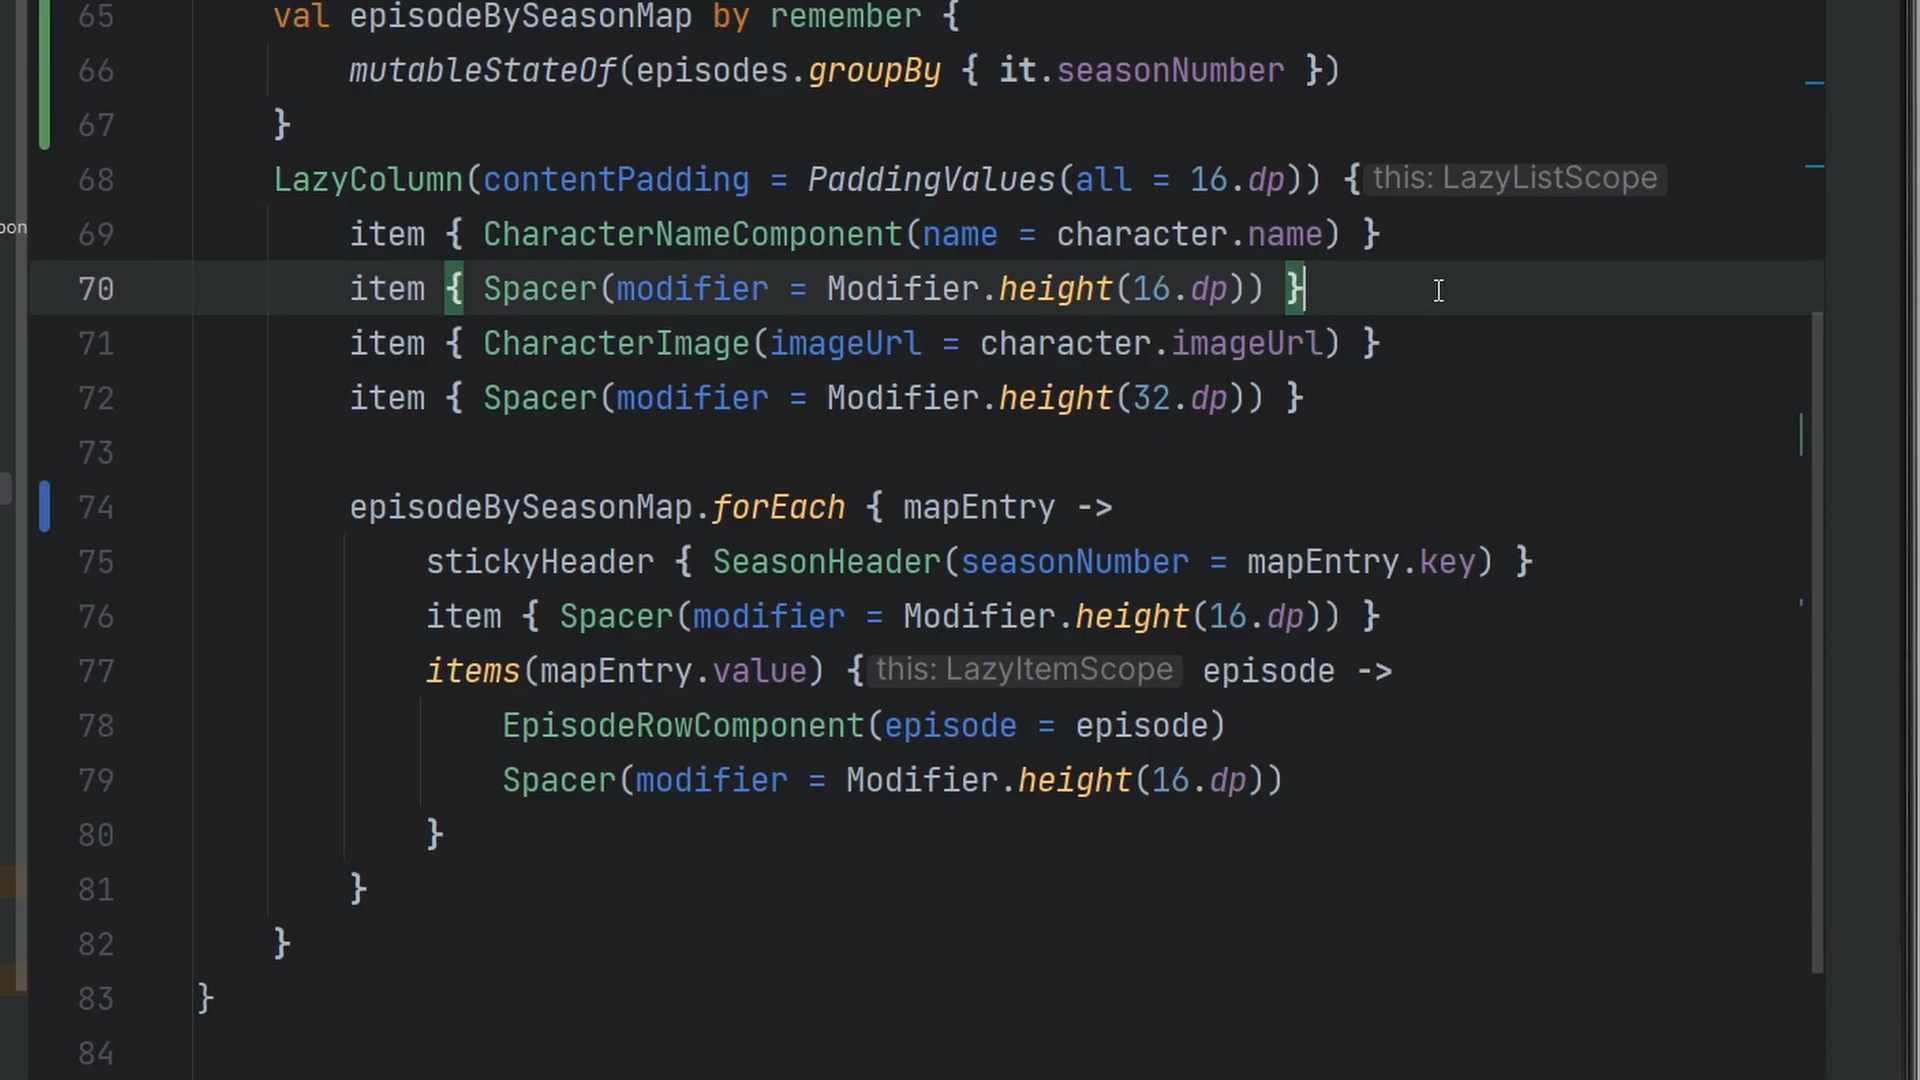 65 val episodeBySeasonMap by remember {
66 mutableStateOf(episodes.groupBy { it.seasonNumber })
67 }
68 LazyColumn(contentPadding = PaddingValues(all = 16.dp)) { this: LazyListScope
oon
69 item { CharacterNameComponent(name = character.name) }
70 item { Spacer(modifier = Modifier.height(16.dp)) }
71 item { CharacterImage(imageUrl = character.imageUrl) }
72 item { Spacer(modifier = Modifier.height(32.dp)) }
73
74 episodeBySeasonMap.forEach { mapEntry ->
75 stickyHeader { SeasonHeader(seasonNumber = mapEntry.key) }
76 item { Spacer(modifier = Modifier.height(16.dp)) }
77 items(mapEntry.value) { this: LazyItemScope episode ->
78 EpisodeRowComponent(episode = episode)
79 Spacer(modifier = Modifier.height(16.dp))
80 }
81 }
82 }
83 }
84